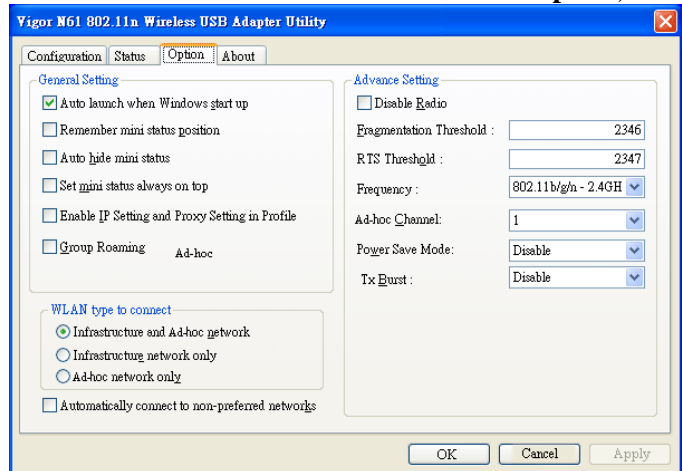 Vigor N61 802.11n Wireless USB Adapter Utility
Configuration Status Option About
General Setting
Auto launch when Windows start up
Remember mini status position
Auto hide mini status
Set mini status always on top
Enable IP Setting and Proxy Setting in Profile
Group Roaming Ad-hoc
WLAN type to connect
Infrastructure and Ad-hoc network
Infrastructure network only
Ad-hoc network only
Automatically connect to non-preferred networks
Advance Setting
Disable Radio
Fragmentation Threshold : 2346
RTS Threshold : 2347
Frequency : 802.11b/g/n - 2.4GH
Ad-hoc Channel: 1
Power Save Mode: Disable
Tx Burst : Disable
OK Cancel Apply